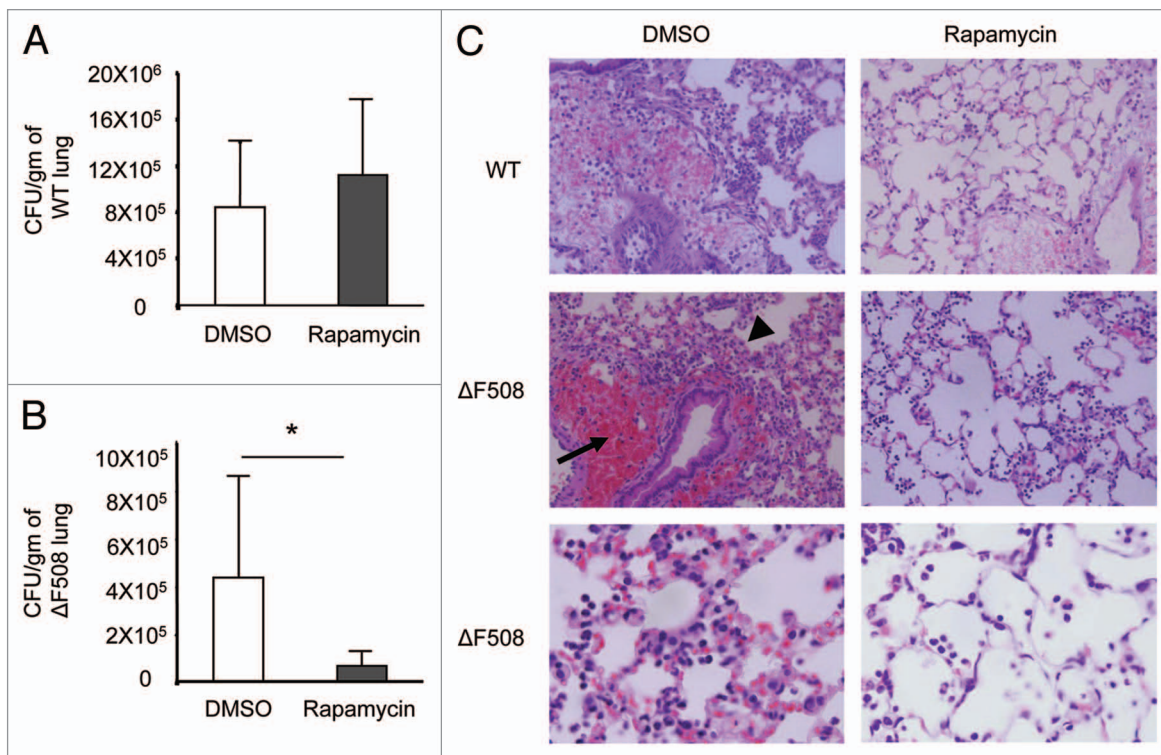 A
CFU/gm of
WT lung
20X10⁶
16X10⁵
12X10⁵
8X10⁵
4X10⁵
0
DMSO
Rapamycin
B
*
CFU/gm of
ΔF508 lung
10X10⁵
8X10⁵
6X10⁵
4X10⁵
2X10⁵
0
DMSO
Rapamycin
C
DMSO
Rapamycin
WT
ΔF508
ΔF508